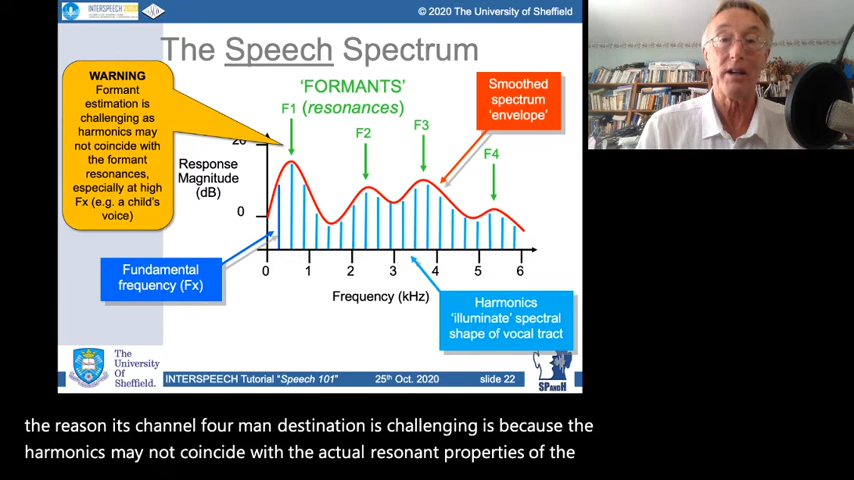 INTERSPEECH 2020
© 2020 The University of Sheffield
The Speech Spectrum
WARNING
Formant
estimation is
challenging as
harmonics may
not coincide with
the formant
resonances,
especially at high
Fx (e.g. a child's
voice)
'FORMANTS'
(resonances)
F1
F2
F3
F4
Smoothed
spectrum
'envelope'
20
Response
Magnitude
(dB)
0
Fundamental
frequency (Fx)
0 1 2 3 4 5 6
Frequency (kHz)
Harmonics
'illuminate' spectral
shape of vocal tract
The
University
Of
Sheffield.
INTERSPEECH Tutorial "Speech 101"
25th Oct. 2020
slide 22
SPandH
the reason its channel four man destination is challenging is because the
harmonics may not coincide with the actual resonant properties of the